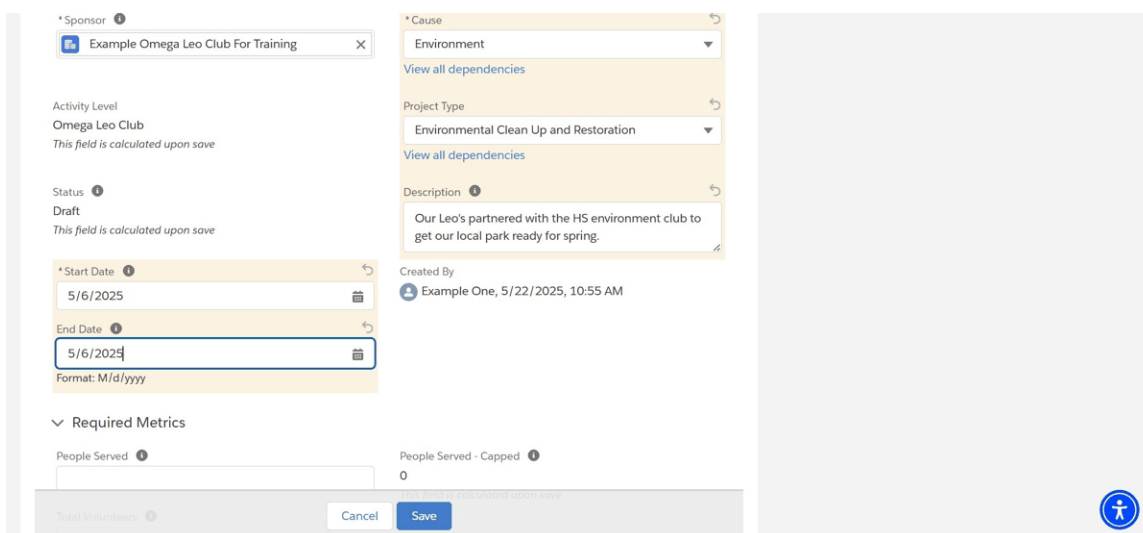 *Sponsor
Example Omega Leo Club For Training
Activity Level
Omega Leo Club
This field is calculated upon save
Status
Draft
This field is calculated upon save
*Start Date
5/6/2025
End Date
5/6/2025
Format: M/d/yyyy
*Cause
Environment
View all dependencies
Project Type
Environmental Clean Up and Restoration
View all dependencies
Description
Our Leo's partnered with the HS environment club to
get our local park ready for spring.
Created By
Example One, 5/22/2025, 10:55 AM
Required Metrics
People Served
People Served - Capped
0
This field is calculated upon save
Total Volunteers
Cancel
Save